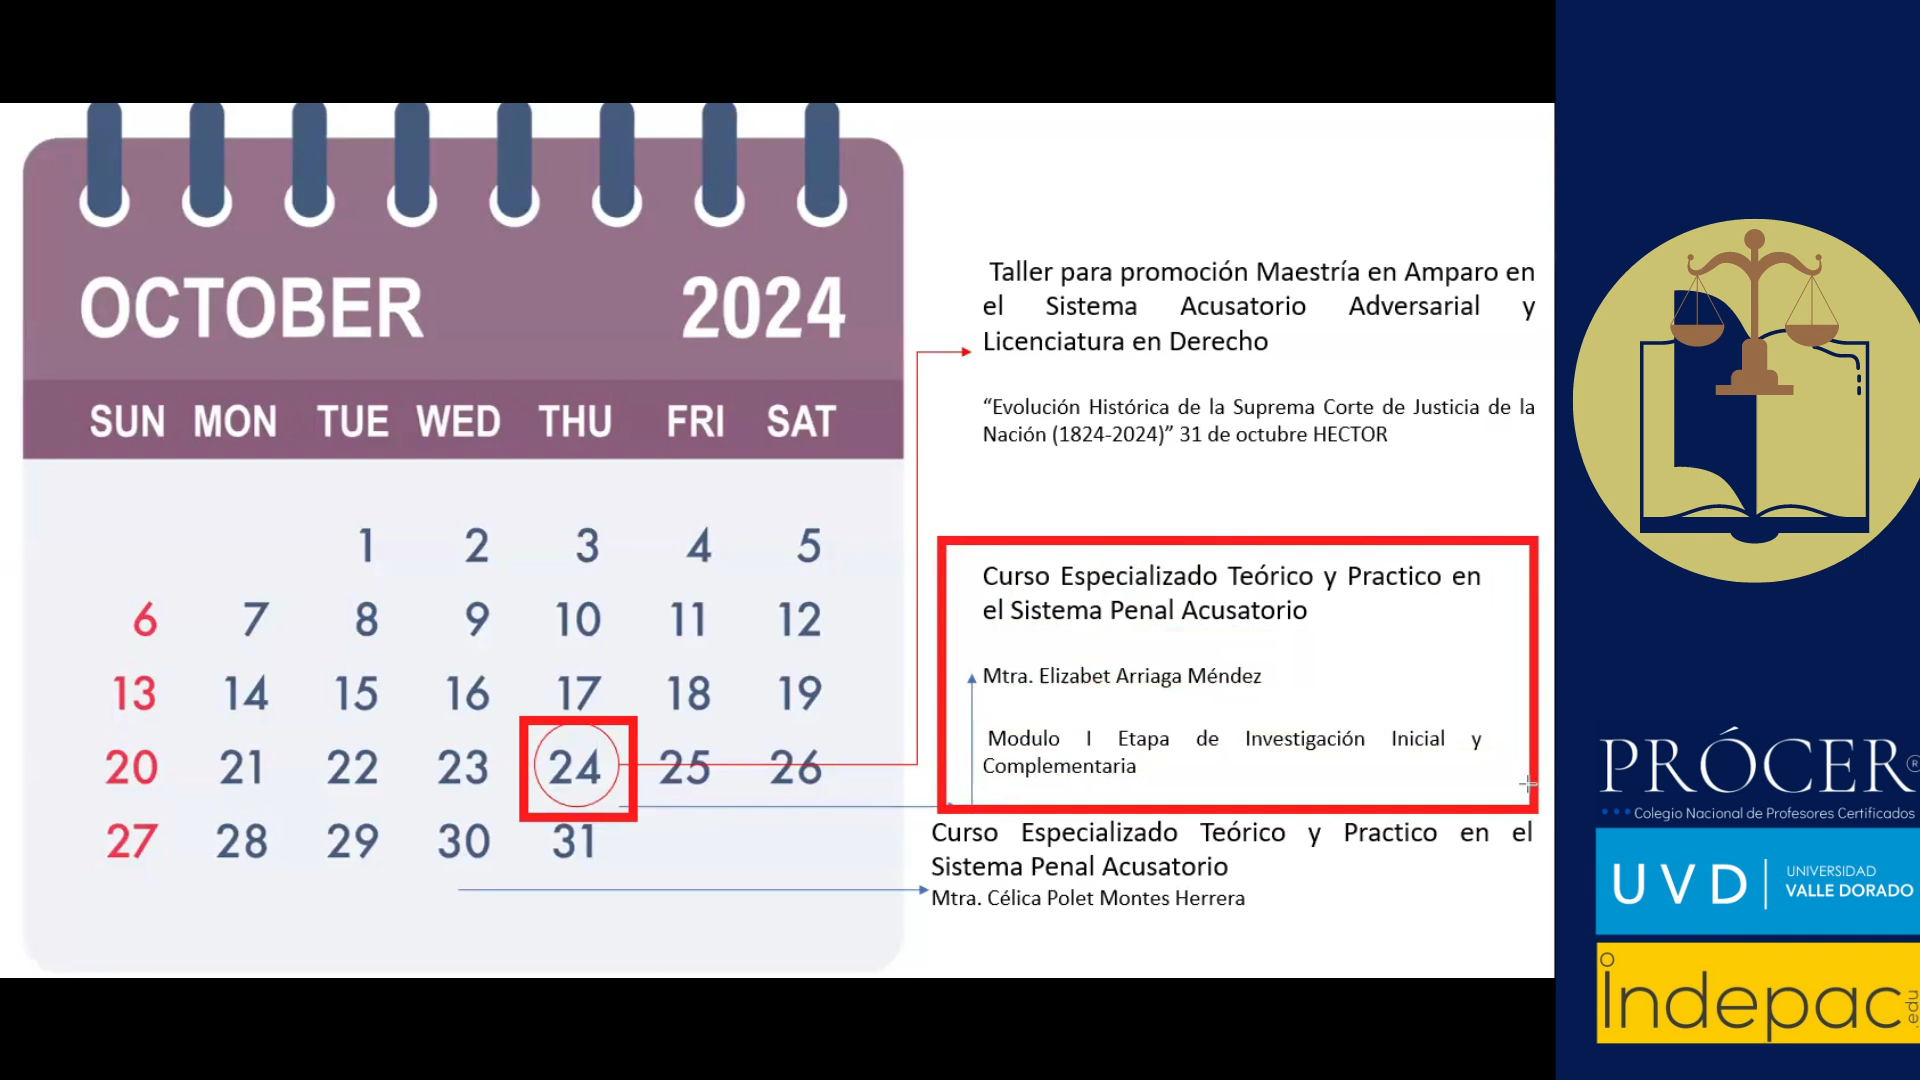 OCTOBER 2024
SUN MON TUE WED THU FRI SAT
1 2 3 4 5
6 7 8 9 10 11 12
13 14 15 16 17 18 19
20 21 22 23 24 25 26
27 28 29 30 31
Taller para promoción Maestría en Amparo en
el Sistema Acusatorio Adversarial y
Licenciatura en Derecho
“Evolución Histórica de la Suprema Corte de Justicia de la
Nación (1824-2024)” 31 de octubre HECTOR
Curso Especializado Teórico y Practico en
el Sistema Penal Acusatorio
Mtra. Elizabet Arriaga Méndez
Modulo I Etapa de Investigación Inicial y
Complementaria
Curso Especializado Teórico y Practico en el
Sistema Penal Acusatorio
Mtra. Célica Polet Montes Herrera
PRÓCER®
Colegio Nacional de Profesores Certificados
UVD
UNIVERSIDAD
VALLE DORADO
indepac
.edu